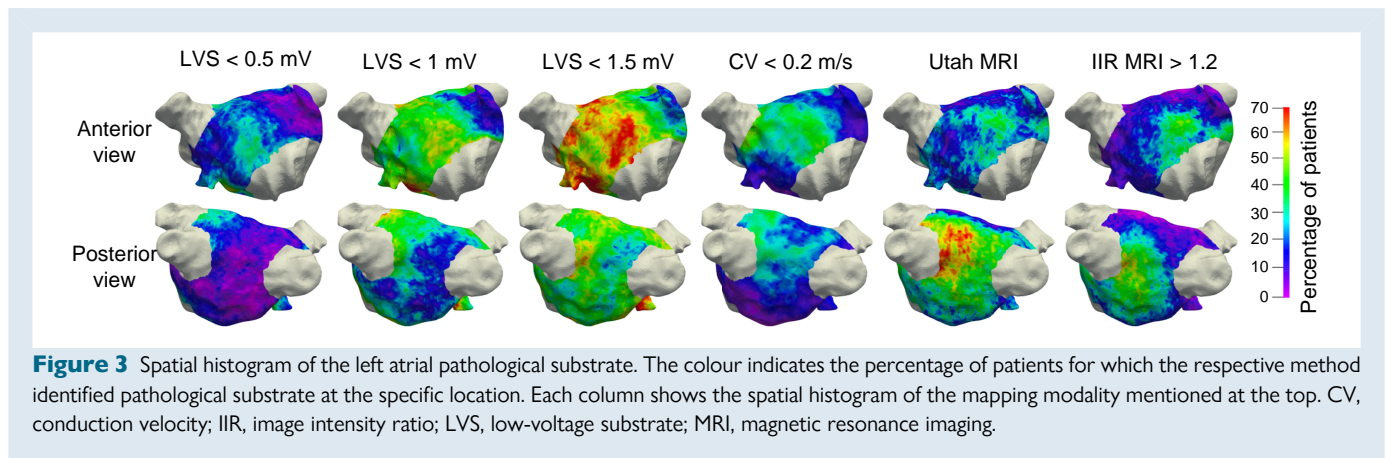 LVS < 0.5 mV
LVS < 1 mV
LVS < 1.5 mV
CV < 0.2 m/s
Utah MRI
IIR MRI > 1.2
Anterior
view
Posterior
view
70
60
50
40
30
20
10
0
Percentage of patients
Figure 3 Spatial histogram of the left atrial pathological substrate. The colour indicates the percentage of patients for which the respective method
identified pathological substrate at the specific location. Each column shows the spatial histogram of the mapping modality mentioned at the top. CV,
conduction velocity; IIR, image intensity ratio; LVS, low-voltage substrate; MRI, magnetic resonance imaging.